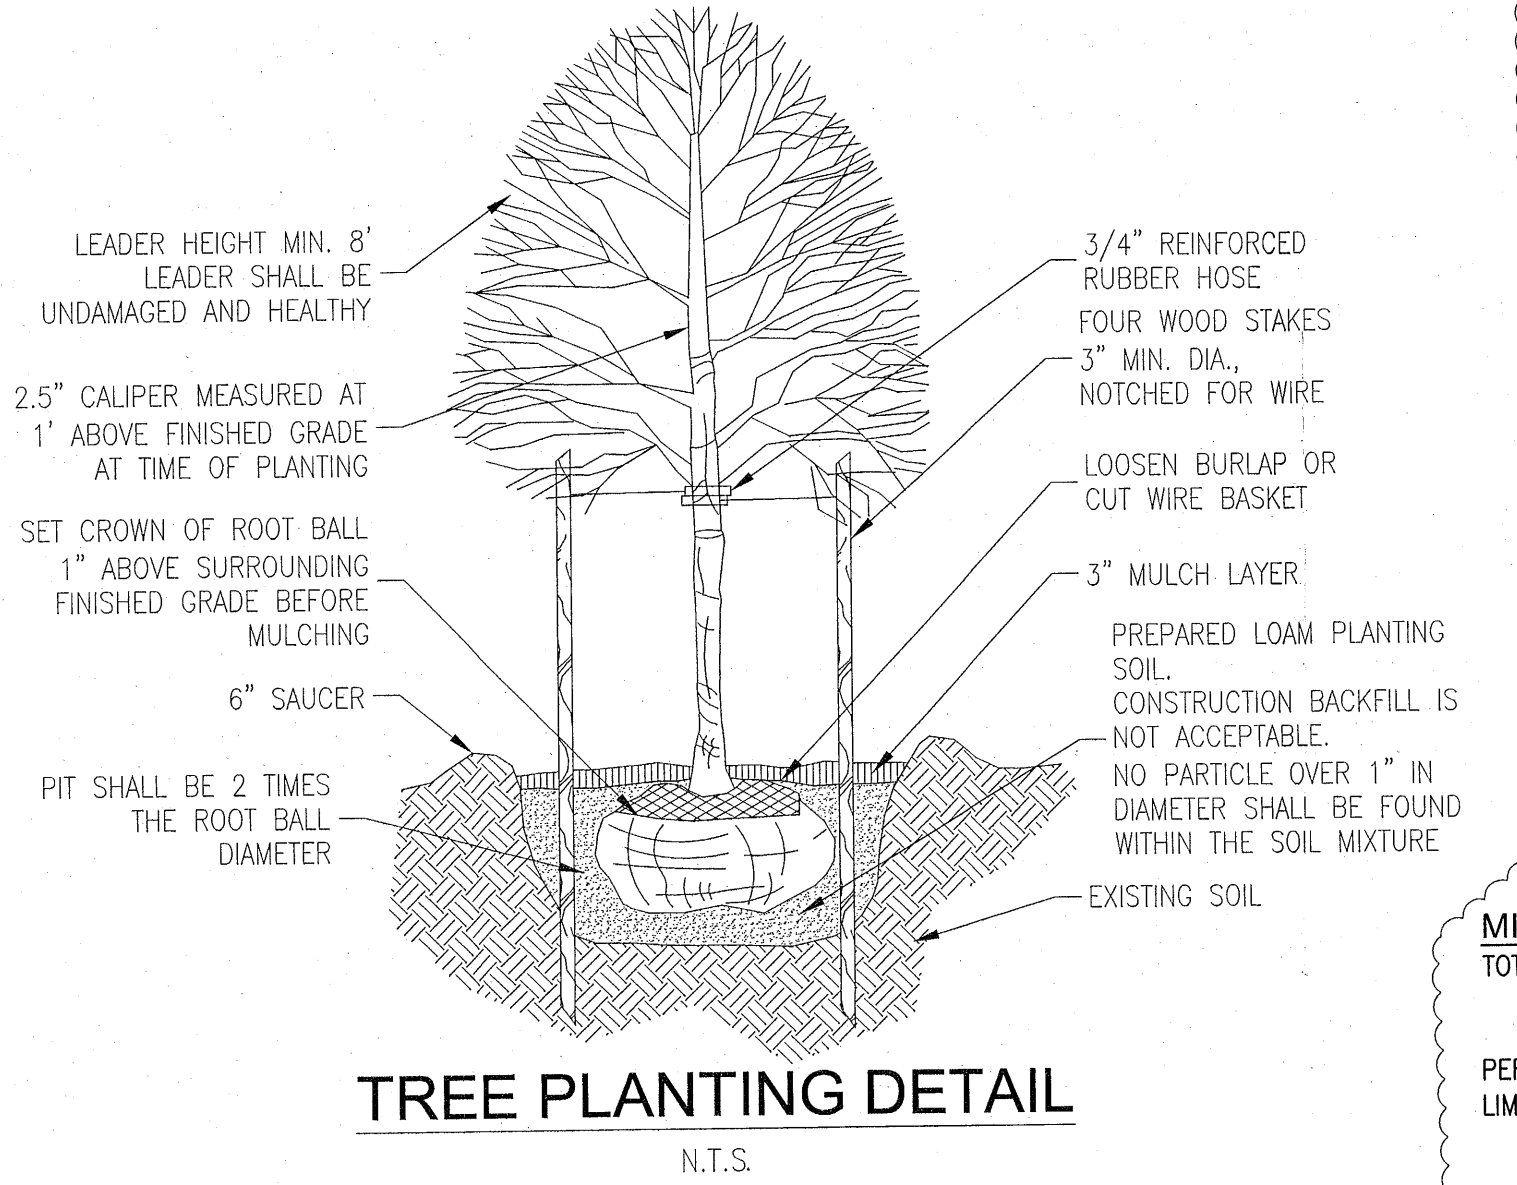 LEADER HEIGHT MIN. 8'
LEADER SHALL BE
UNDAMAGED AND HEALTHY
2.5" CALIPER MEASURED AT
1' ABOVE FINISHED GRADE
AT TIME OF PLANTING
SET CROWN OF ROOT BALL
1" ABOVE SURROUNDING
FINISHED GRADE BEFORE
MULCHING
6" SAUCER
PIT SHALL BE 2 TIMES
THE ROOT BALL
DIAMETER
3/4" REINFORCED
RUBBER HOSE
FOUR WOOD STAKES
3" MIN. DIA.,
NOTCHED FOR WIRE
LOOSEN BURLAP OR
CUT WIRE BASKET
3" MULCH LAYER
PREPARED LOAM PLANTING
SOIL.
CONSTRUCTION BACKFILL IS
NOT ACCEPTABLE.
NO PARTICLE OVER 1" IN
DIAMETER SHALL BE FOUND
WITHIN THE SOIL MIXTURE
EXISTING SOIL
TREE PLANTING DETAIL
N.T.S.